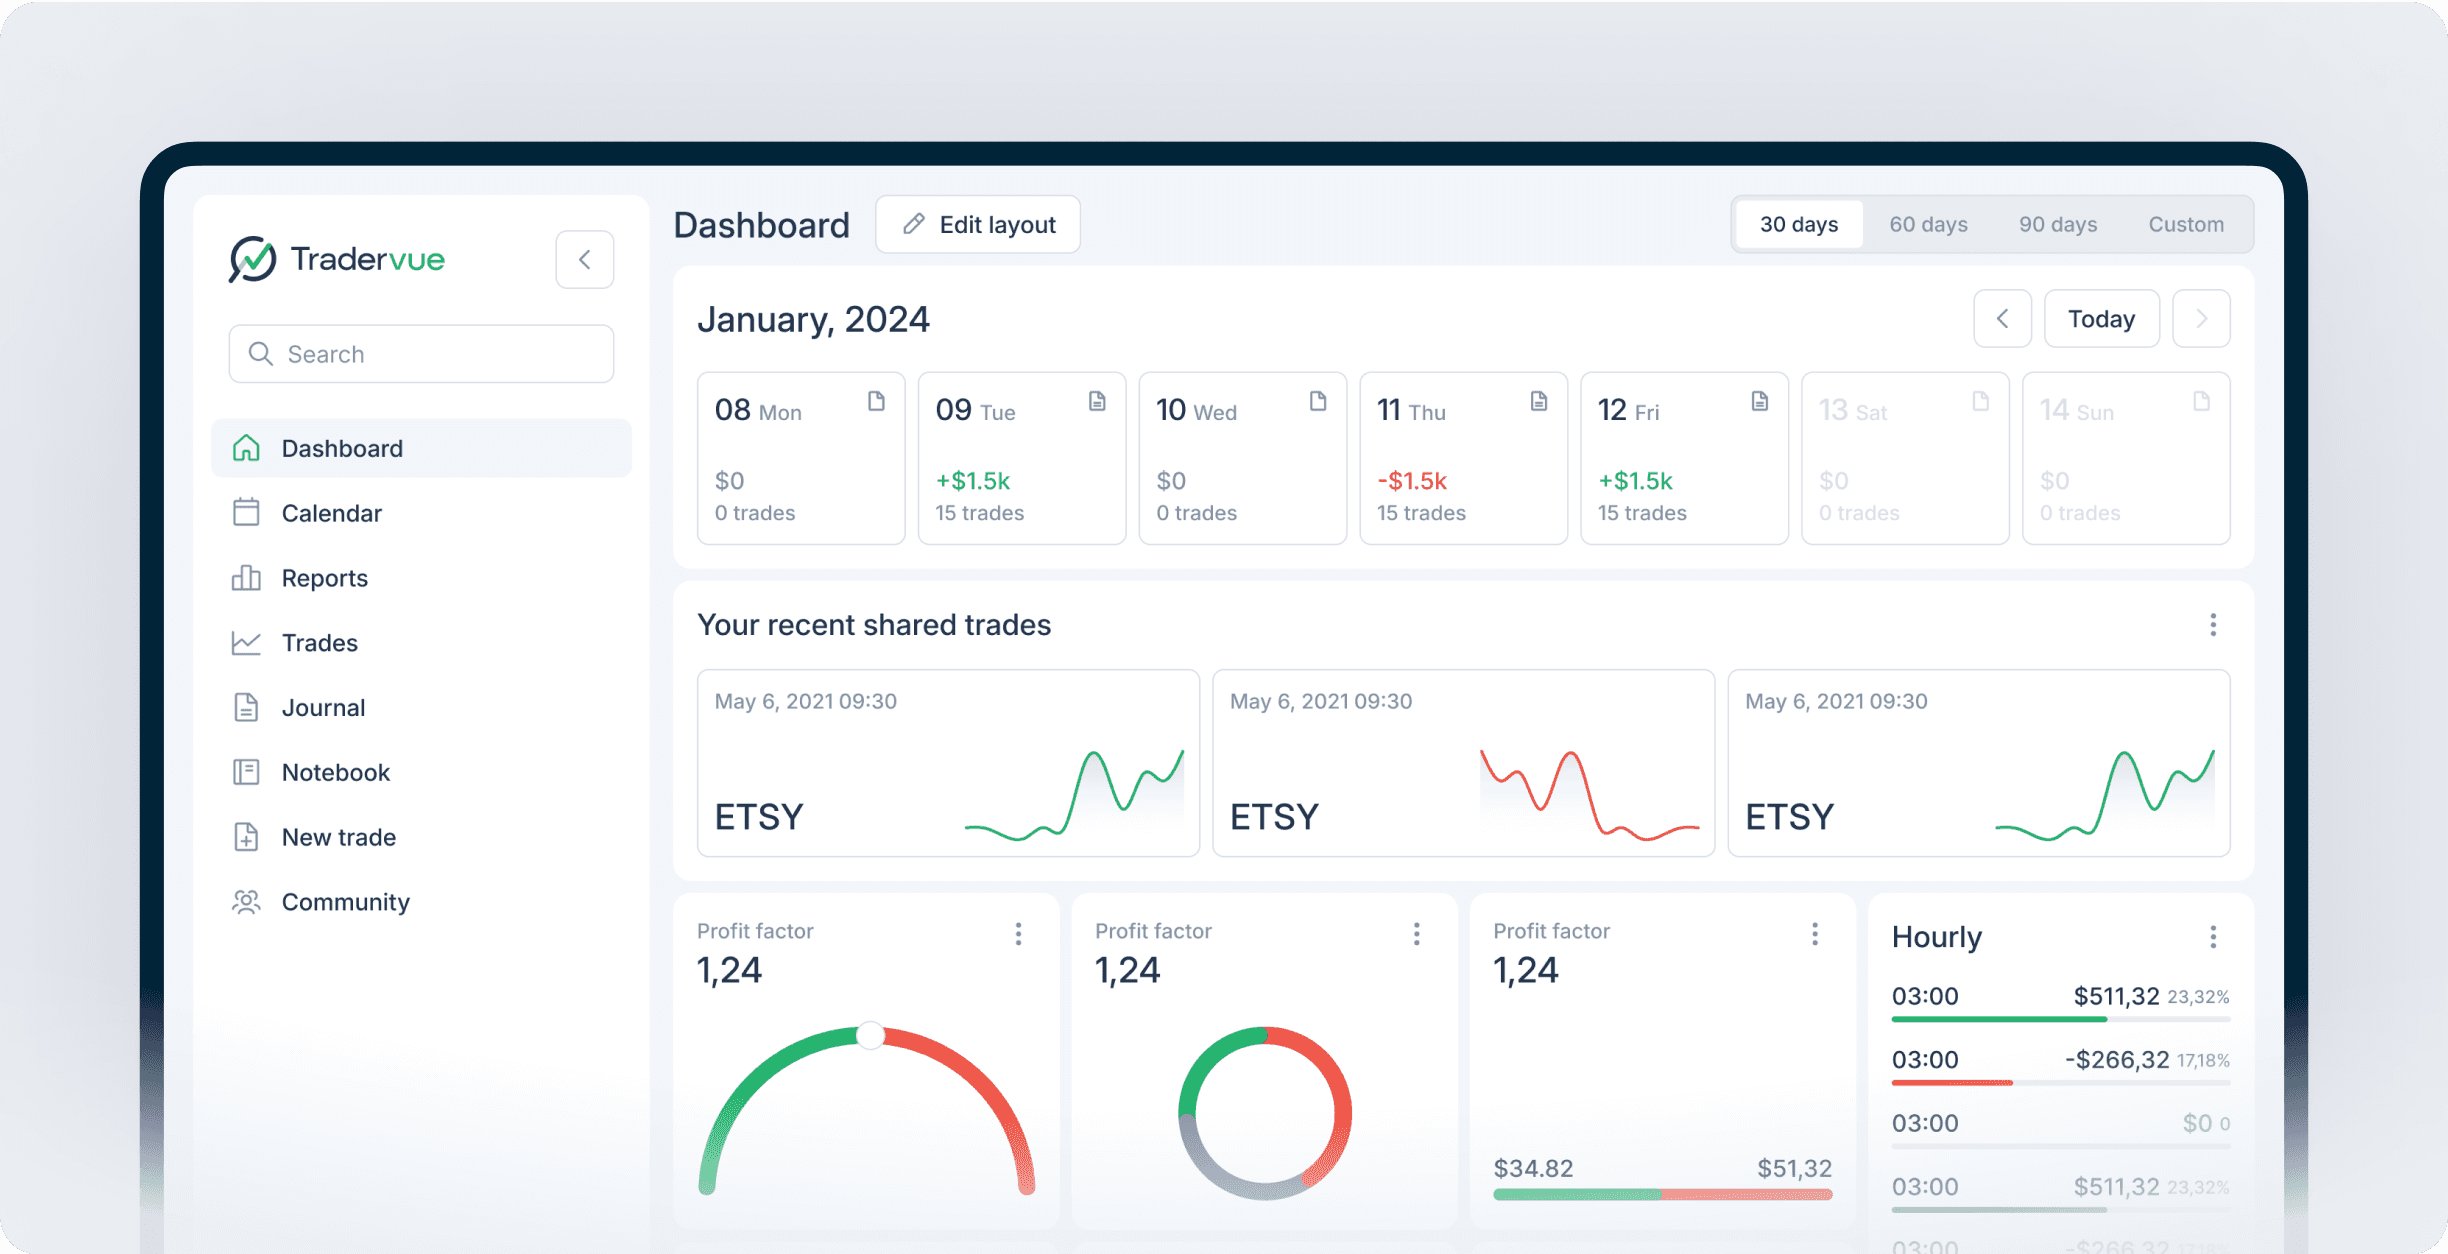 Tradervue
Search
Dashboard
Calendar
Reports
Trades
Journal
Notebook
New trade
Community
Dashboard
Edit layout
30 days 60 days 90 days Custom
January, 2024
Today
08 Mon
$0
0 trades
09 Tue
+$1.5k
15 trades
10 Wed
$0
0 trades
11 Thu
-$1.5k
15 trades
12 Fri
+$1.5k
15 trades
13 Sat
$0
0 trades
14 Sun
$0
0 trades
Your recent shared trades
May 6, 2021 09:30
ETSY
May 6, 2021 09:30
ETSY
May 6, 2021 09:30
ETSY
Profit factor
1,24
Profit factor
1,24
Profit factor
1,24
$34.82 $51,32
Hourly
03:00 $511,32 23,32%
03:00 -$266,32 17,18%
03:00 $0 0
03:00 $511,32 23,32%
03:00 -$266,32 17,18%